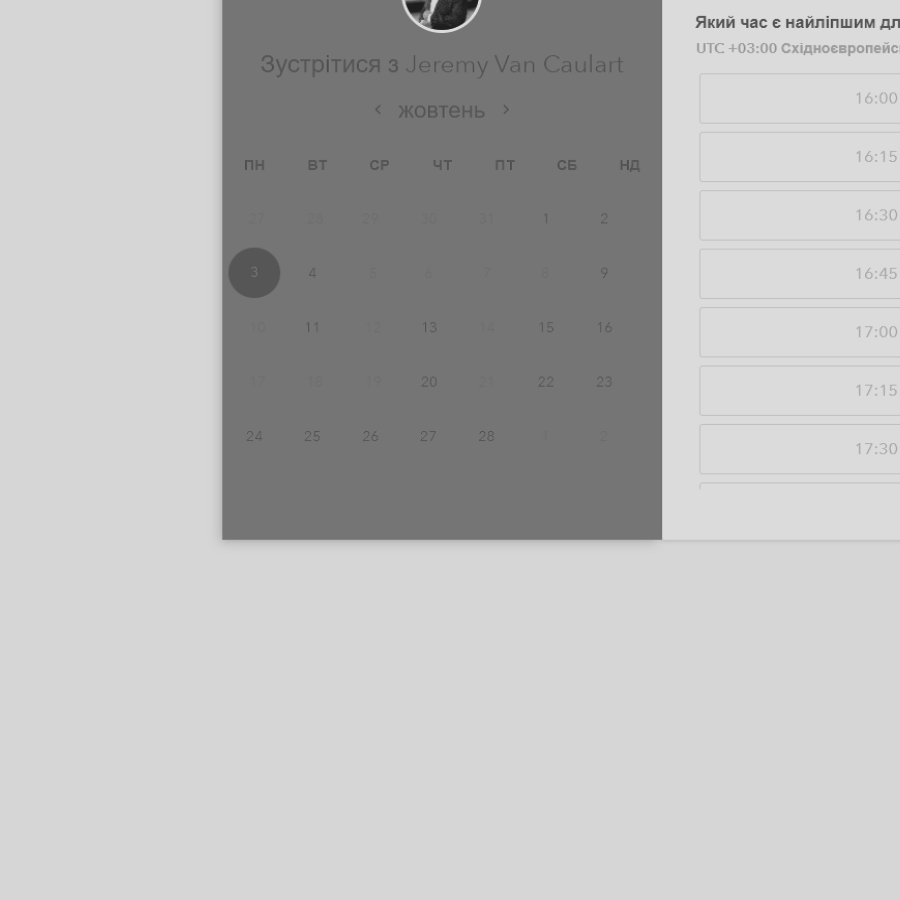 Зустрітися з Jeremy Van Caulart
жовтень
ПН ВТ СР ЧТ ПТ СБ НД
27 28 29 30 31 1 2
3 4 5 6 7 8 9
10 11 12 13 14 15 16
17 18 19 20 21 22 23
24 25 26 27 28 1 2
Який час є найліпшим дл
UTC +03:00 Східноєвропейс
16:00
16:15
16:30
16:45
17:00
17:15
17:30